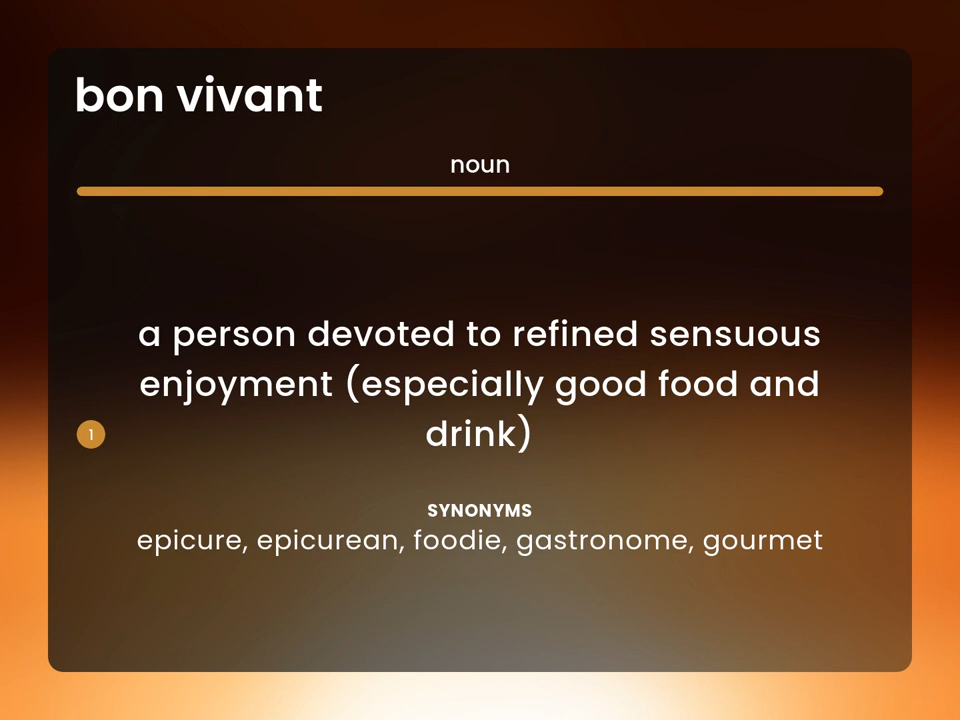 bon vivant
noun
a person devoted to refined sensuous
enjoyment (especially good food and
drink)
1
SYNONYMS
epicure, epicurean, foodie, gastronome, gourmet